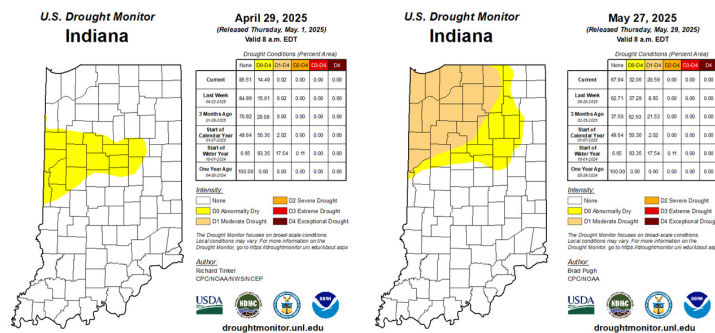 U.S. Drought Monitor
Indiana
April 29, 2025
(Released Thursday, May. 1, 2025)
Valid 8 a.m. EDT
Drought Conditions (Percent Area)
None D0-D4 D1-D4 D2-D4 D3-D4 D4
Current 85.51 14.49 0.02 0.00 0.00 0.00
Last Week 04-22-2025 84.99 15.01 0.02 0.00 0.00 0.00
3 Months Ago 01-28-2025 70.92 29.08 0.00 0.00 0.00 0.00
Start of Calendar Year 01-07-2025 49.64 50.36 2.02 0.00 0.00 0.00
Start of Water Year 10-01-2024 6.65 93.35 17.54 0.11 0.00 0.00
One Year Ago 04-30-2024 100.00 0.00 0.00 0.00 0.00 0.00
Intensity:
None
D0 Abnormally Dry
D1 Moderate Drought
D2 Severe Drought
D3 Extreme Drought
D4 Exceptional Drought
The Drought Monitor focuses on broad-scale conditions.
Local conditions may vary. For more information on the
Drought Monitor, go to https://droughtmonitor.unl.edu/About.aspx
Author:
Richard Tinker
CPC/NOAA/NWS/NCEP
USDA
NDMC
NOAA
droughtmonitor.unl.edu
U.S. Drought Monitor
Indiana
May 27, 2025
(Released Thursday, May. 29, 2025)
Valid 8 a.m. EDT
Drought Conditions (Percent Area)
None D0-D4 D1-D4 D2-D4 D3-D4 D4
Current 67.94 32.06 20.59 0.00 0.00 0.00
Last Week 05-20-2025 62.71 37.29 8.83 0.00 0.00 0.00
3 Months Ago 02-25-2025 37.50 62.50 21.53 0.00 0.00 0.00
Start of Calendar Year 01-07-2025 49.64 50.36 2.02 0.00 0.00 0.00
Start of Water Year 10-01-2024 6.65 93.35 17.54 0.11 0.00 0.00
One Year Ago 05-28-2024 100.00 0.00 0.00 0.00 0.00 0.00
Intensity:
None
D0 Abnormally Dry
D1 Moderate Drought
D2 Severe Drought
D3 Extreme Drought
D4 Exceptional Drought
The Drought Monitor focuses on broad-scale conditions.
Local conditions may vary. For more information on the
Drought Monitor, go to https://droughtmonitor.unl.edu/About.aspx
Author:
Brad Pugh
CPC/NOAA
USDA
NDMC
NOAA
droughtmonitor.unl.edu